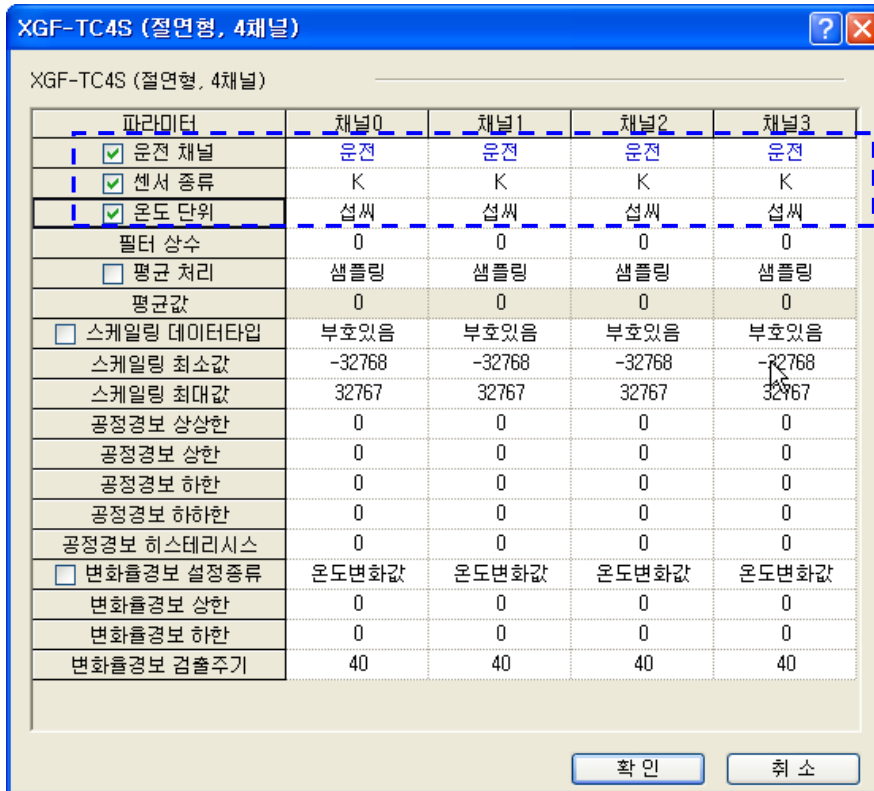 XGF-TC4S (절연형, 4채널)
XGF-TC4S (절연형, 4채널)
파라미터 채널0 채널1 채널2 채널3
운전 채널 운전 운전 운전 운전
센서 종류 K K K K
온도 단위 섭씨 섭씨 섭씨 섭씨
필터 상수 0 0 0 0
평균 처리 샘플링 샘플링 샘플링 샘플링
평균값 0 0 0 0
스케일링 데이터타입 부호있음 부호있음 부호있음 부호있음
스케일링 최소값 -32768 -32768 -32768 -32768
스케일링 최대값 32767 32767 32767 32767
공정경보 상상한 0 0 0 0
공정경보 상한 0 0 0 0
공정경보 하한 0 0 0 0
공정경보 하하한 0 0 0 0
공정경보 히스테리시스 0 0 0 0
변화율경보 설정종류 온도변화값 온도변화값 온도변화값 온도변화값
변화율경보 상한 0 0 0 0
변화율경보 하한 0 0 0 0
변화율경보 검출주기 40 40 40 40
확인 취소